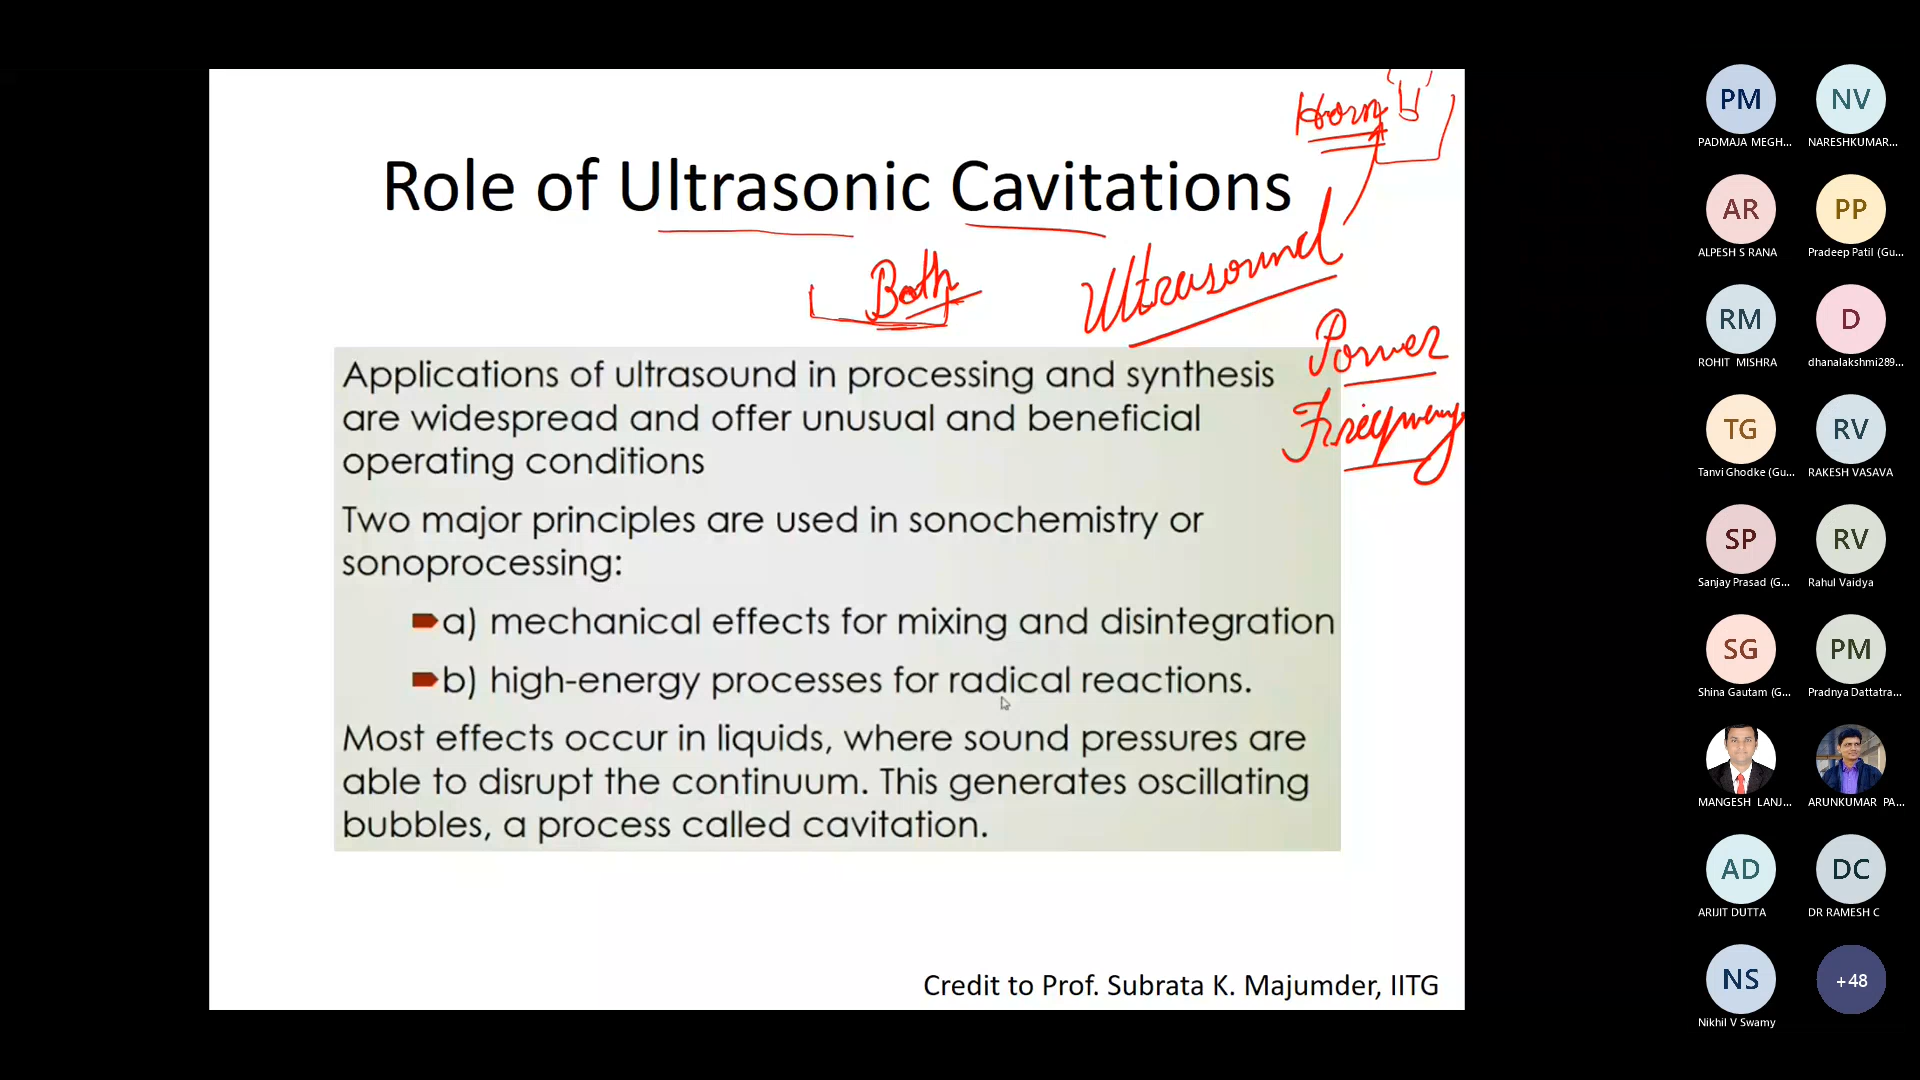 Horn
Role of Ultrasonic Cavitations
Bath
Ultrasound
Power
Frequency
Applications of ultrasound in processing and synthesis
are widespread and offer unusual and beneficial
operating conditions
Two major principles are used in sonochemistry or
sonoprocessing:
a) mechanical effects for mixing and disintegration
b) high-energy processes for radical reactions.
Most effects occur in liquids, where sound pressures are
able to disrupt the continuum. This generates oscillating
bubbles, a process called cavitation.
Credit to Prof. Subrata K. Majumder, IITG
PM NV
PADMAJA MEGH... NARESHKUMAR...
AR PP
ALPESH S RANA Pradeep Patil (Gu...
RM D
ROHIT MISHRA dhanalakshmi289...
TG RV
Tanvi Ghodke (Gu... RAKESH VASAVA
SP RV
Sanjay Prasad (G... Rahul Vaidya
SG PM
Shina Gautam (G... Pradnya Dattatra...
MANGESH LANJ... ARUNKUMAR PA...
AD DC
ARIJIT DUTTA DR RAMESH C
NS +48
Nikhil V Swamy